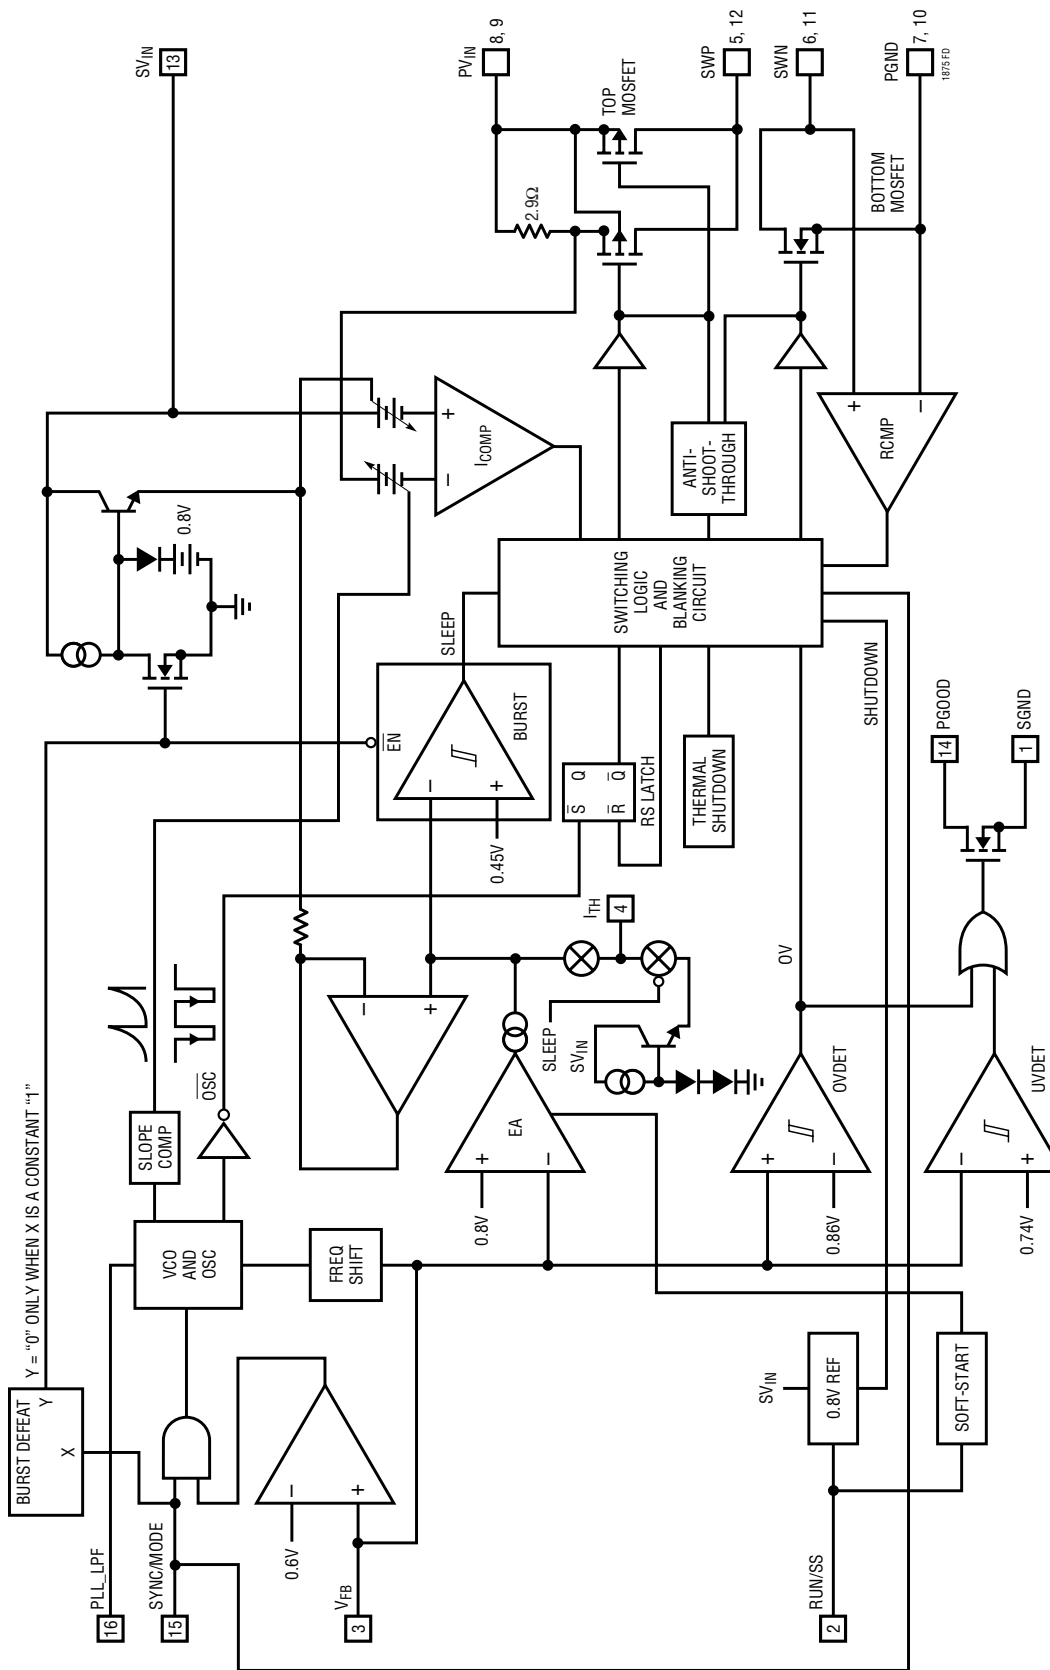 BURST DEFEAT
Y
X
Y = “0” ONLY WHEN X IS A CONSTANT “1”
PLL_LPF
16
SYNC/MODE
15
0.6V
–
+
VFB
3
RUN/SS
2
VCO
AND
OSC
SLOPE
COMP
OSC
FREQ
SHIFT
0.8V
+
–
EA
–
+
SLEEP
SVIN
ITH
4
+
–
0.86V
OVDET
OV
–
+
0.74V
UVDET
SVIN
0.8V REF
SOFT-START
SHUTDOWN
PGOOD
14
SGND
1
EN
–
+
0.45V
BURST
SLEEP
S
Q
R
Q
RS LATCH
THERMAL
SHUTDOWN
SWITCHING
LOGIC
AND
BLANKING
CIRCUIT
ANTI-
SHOOT-
THROUGH
0.8V
–
+
ICOMP
+
–
RCMP
2.9Ω
TOP
MOSFET
BOTTOM
MOSFET
SVIN
13
PVIN
8, 9
SWP
5, 12
SWN
6, 11
PGND
7, 10
1875 FD